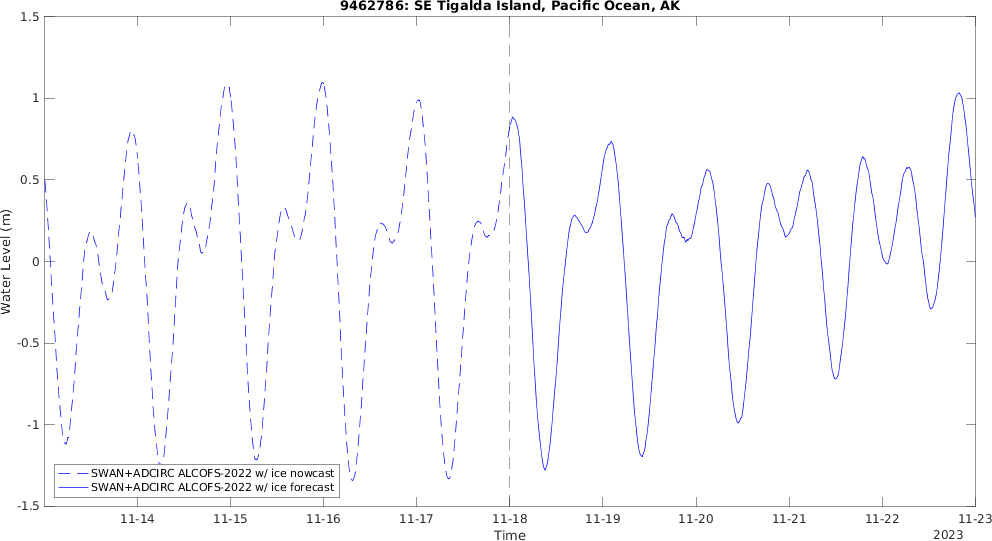 9462786: SE Tigalda Island, Pacific Ocean, AK
1.5
1
0.5
0
-0.5
-1
-1.5
Water Level (m)
SWAN+ADCIRC ALCOFS-2022 w/ ice nowcast
SWAN+ADCIRC ALCOFS-2022 w/ ice forecast
11-14 11-15 11-16 11-17 11-18 11-19 11-20 11-21 11-22 11-23
Time
2023